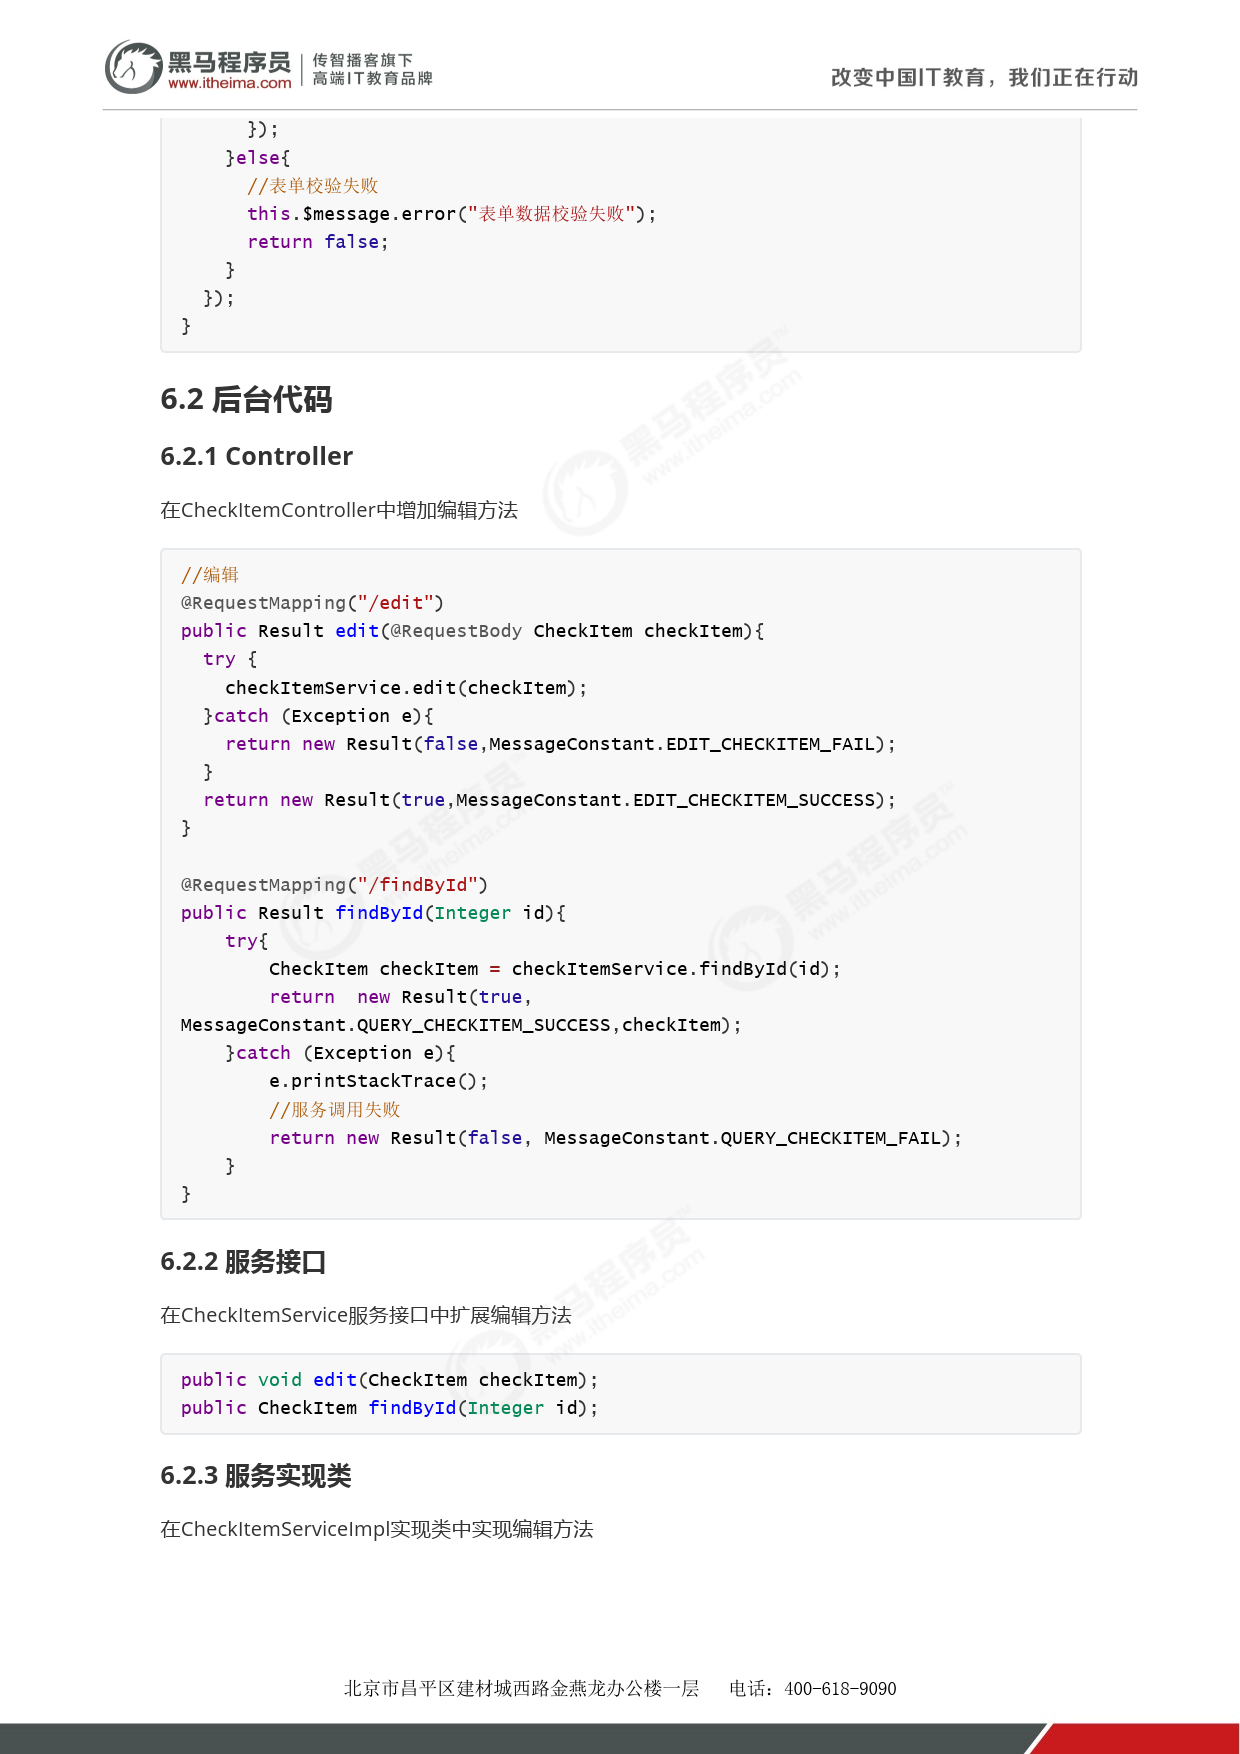 黑马程序员
www.itheima.com
传智播客旗下
高端IT教育品牌
改变中国IT教育，我们正在行动
      });
    }else{
      //表单校验失败
      this.$message.error("表单数据校验失败");
      return false;
    }
  });
}
6.2 后台代码
6.2.1 Controller
在CheckItemController中增加编辑方法
//编辑
@RequestMapping("/edit")
public Result edit(@RequestBody CheckItem checkItem){
  try {
    checkItemService.edit(checkItem);
  }catch (Exception e){
    return new Result(false,MessageConstant.EDIT_CHECKITEM_FAIL);
  }
  return new Result(true,MessageConstant.EDIT_CHECKITEM_SUCCESS);
}
@RequestMapping("/findById")
public Result findById(Integer id){
    try{
        CheckItem checkItem = checkItemService.findById(id);
        return  new Result(true,
MessageConstant.QUERY_CHECKITEM_SUCCESS,checkItem);
    }catch (Exception e){
        e.printStackTrace();
        //服务调用失败
        return new Result(false, MessageConstant.QUERY_CHECKITEM_FAIL);
    }
}
6.2.2 服务接口
在CheckItemService服务接口中扩展编辑方法
public void edit(CheckItem checkItem);
public CheckItem findById(Integer id);
6.2.3 服务实现类
在CheckItemServiceImpl实现类中实现编辑方法
北京市昌平区建材城西路金燕龙办公楼一层   电话：400-618-9090